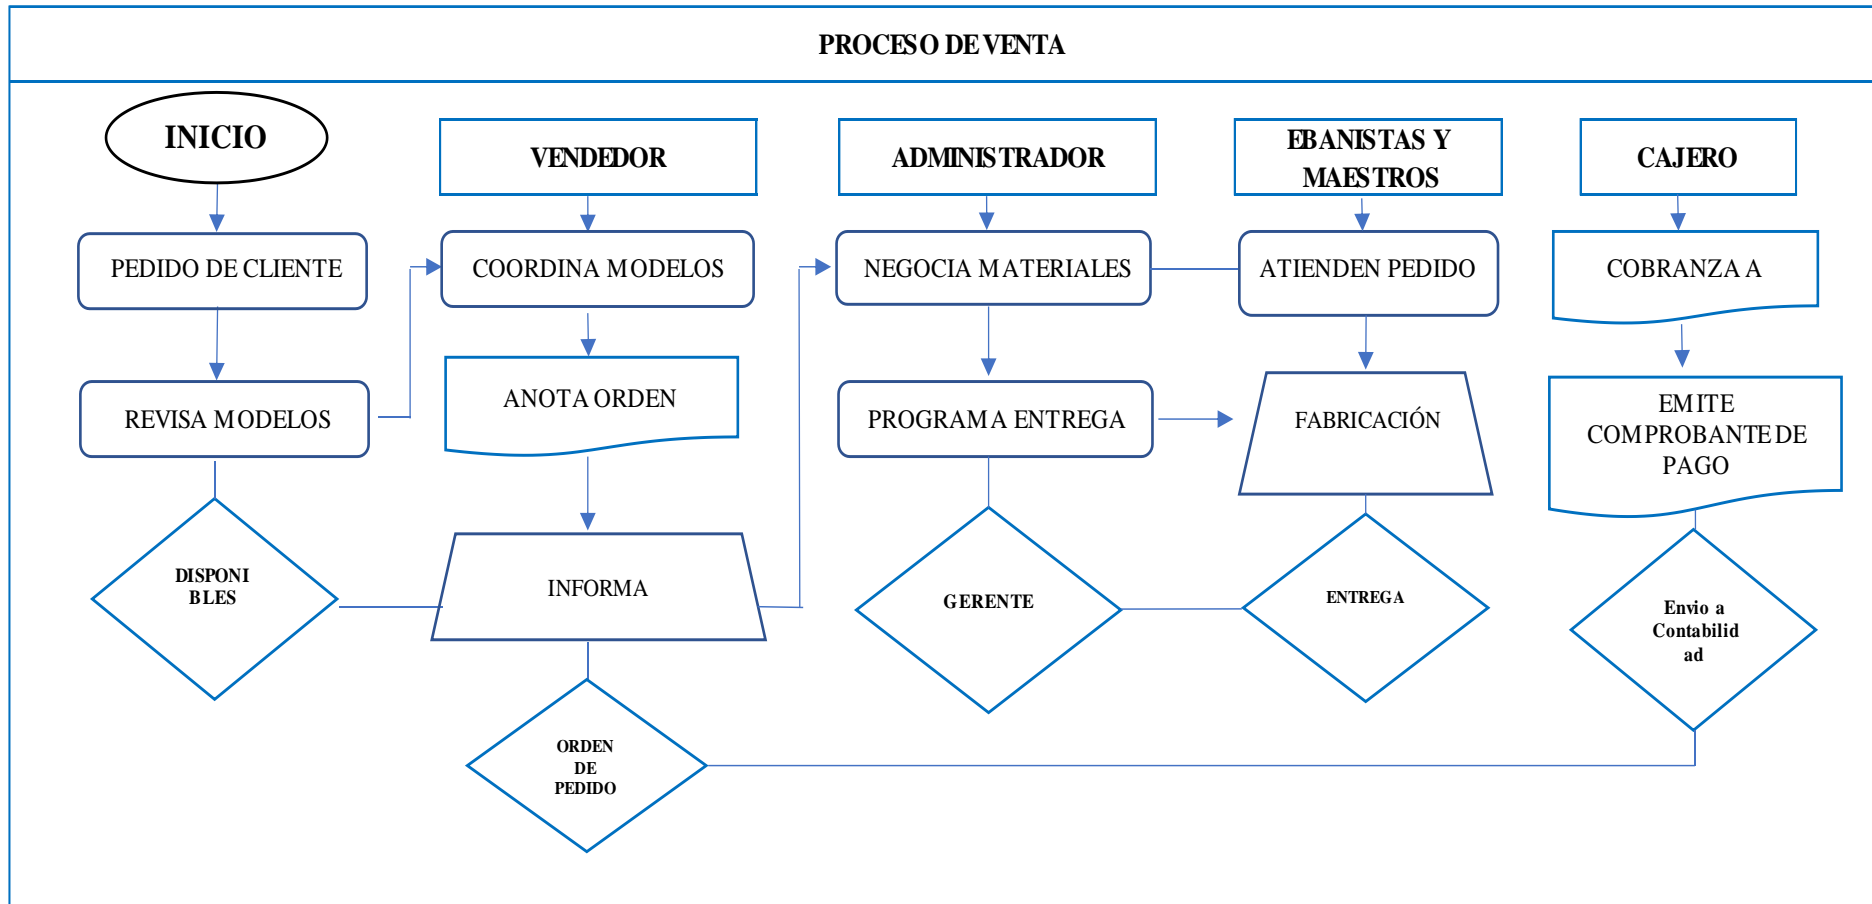 PROCESO DE VENTA
INICIO
PEDIDO DE CLIENTE
REVISA MODELOS
DISPONI
BLES
VENDEDOR
COORDINA MODELOS
ANOTA ORDEN
INFORMA
ORDEN
DE
PEDIDO
ADMINISTRADOR
NEGOCIA MATERIALES
PROGRAMA ENTREGA
GERENTE
EBANISTAS Y
MAESTROS
ATIENDEN PEDIDO
FABRICACIÓN
ENTREGA
CAJERO
COBRANZA A
EMITE
COMPROBANTE DE
PAGO
Envio a
Contabilid
ad